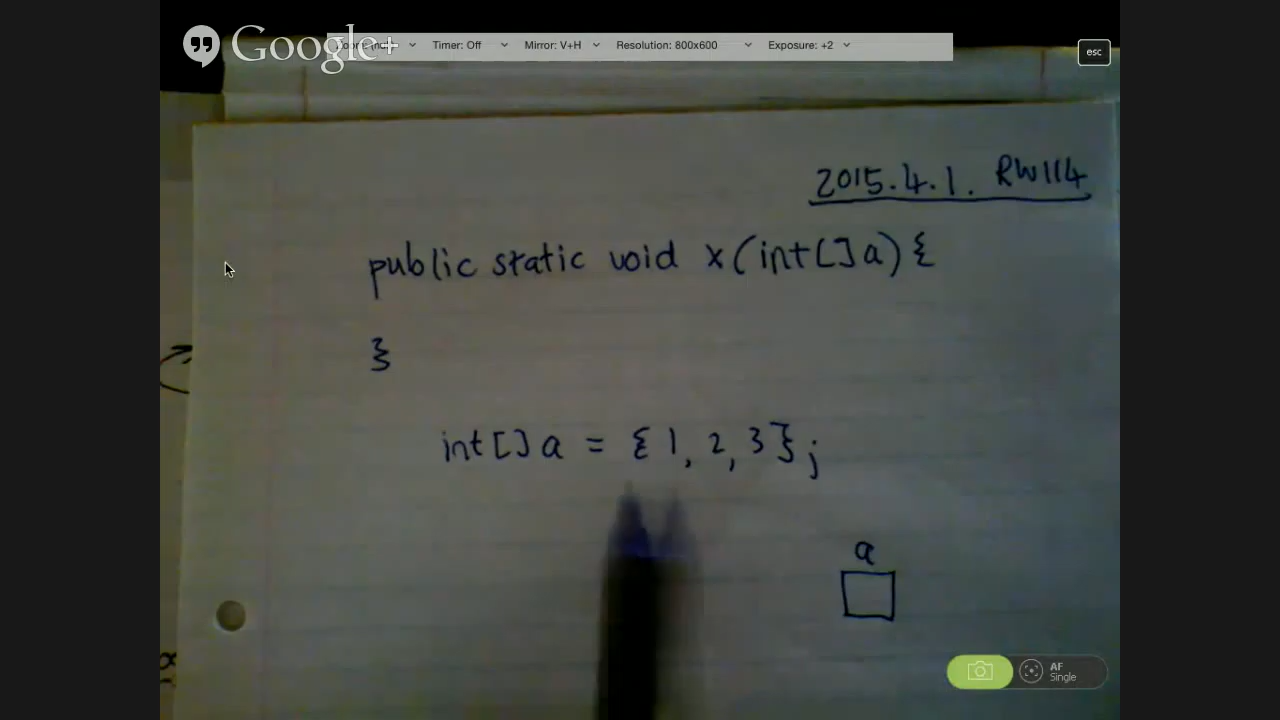 Google+
Timer: Off Mirror: V+H Resolution: 800x600 Exposure: +2
esc
2015.4.1. RW114
public static void x(int[]a){
}
int[]a = {1, 2, 3};
a
AF
Single